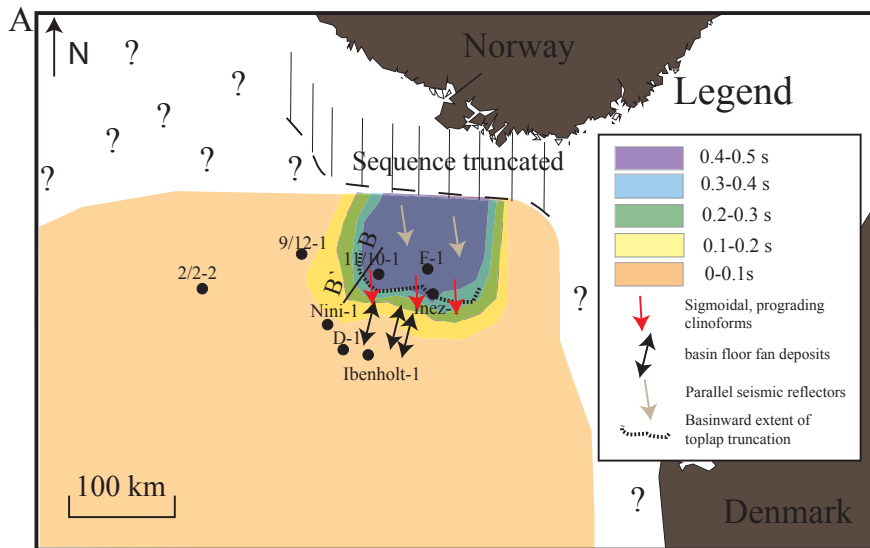 A
N
Norway
?
?
?
?
?
?
?
Sequence truncated
9/12-1
2/2-2
B
B`
11/10-1
F-1
Inez-1
Nini-1
D-1
Ibenholt-1
?
?
100 km
Denmark
Legend
0.4-0.5 s
0.3-0.4 s
0.2-0.3 s
0.1-0.2 s
0-0.1s
Sigmoidal, prograding
clinoforms
basin floor fan deposits
Parallel seismic reflectors
Basinward extent of
toplap truncation